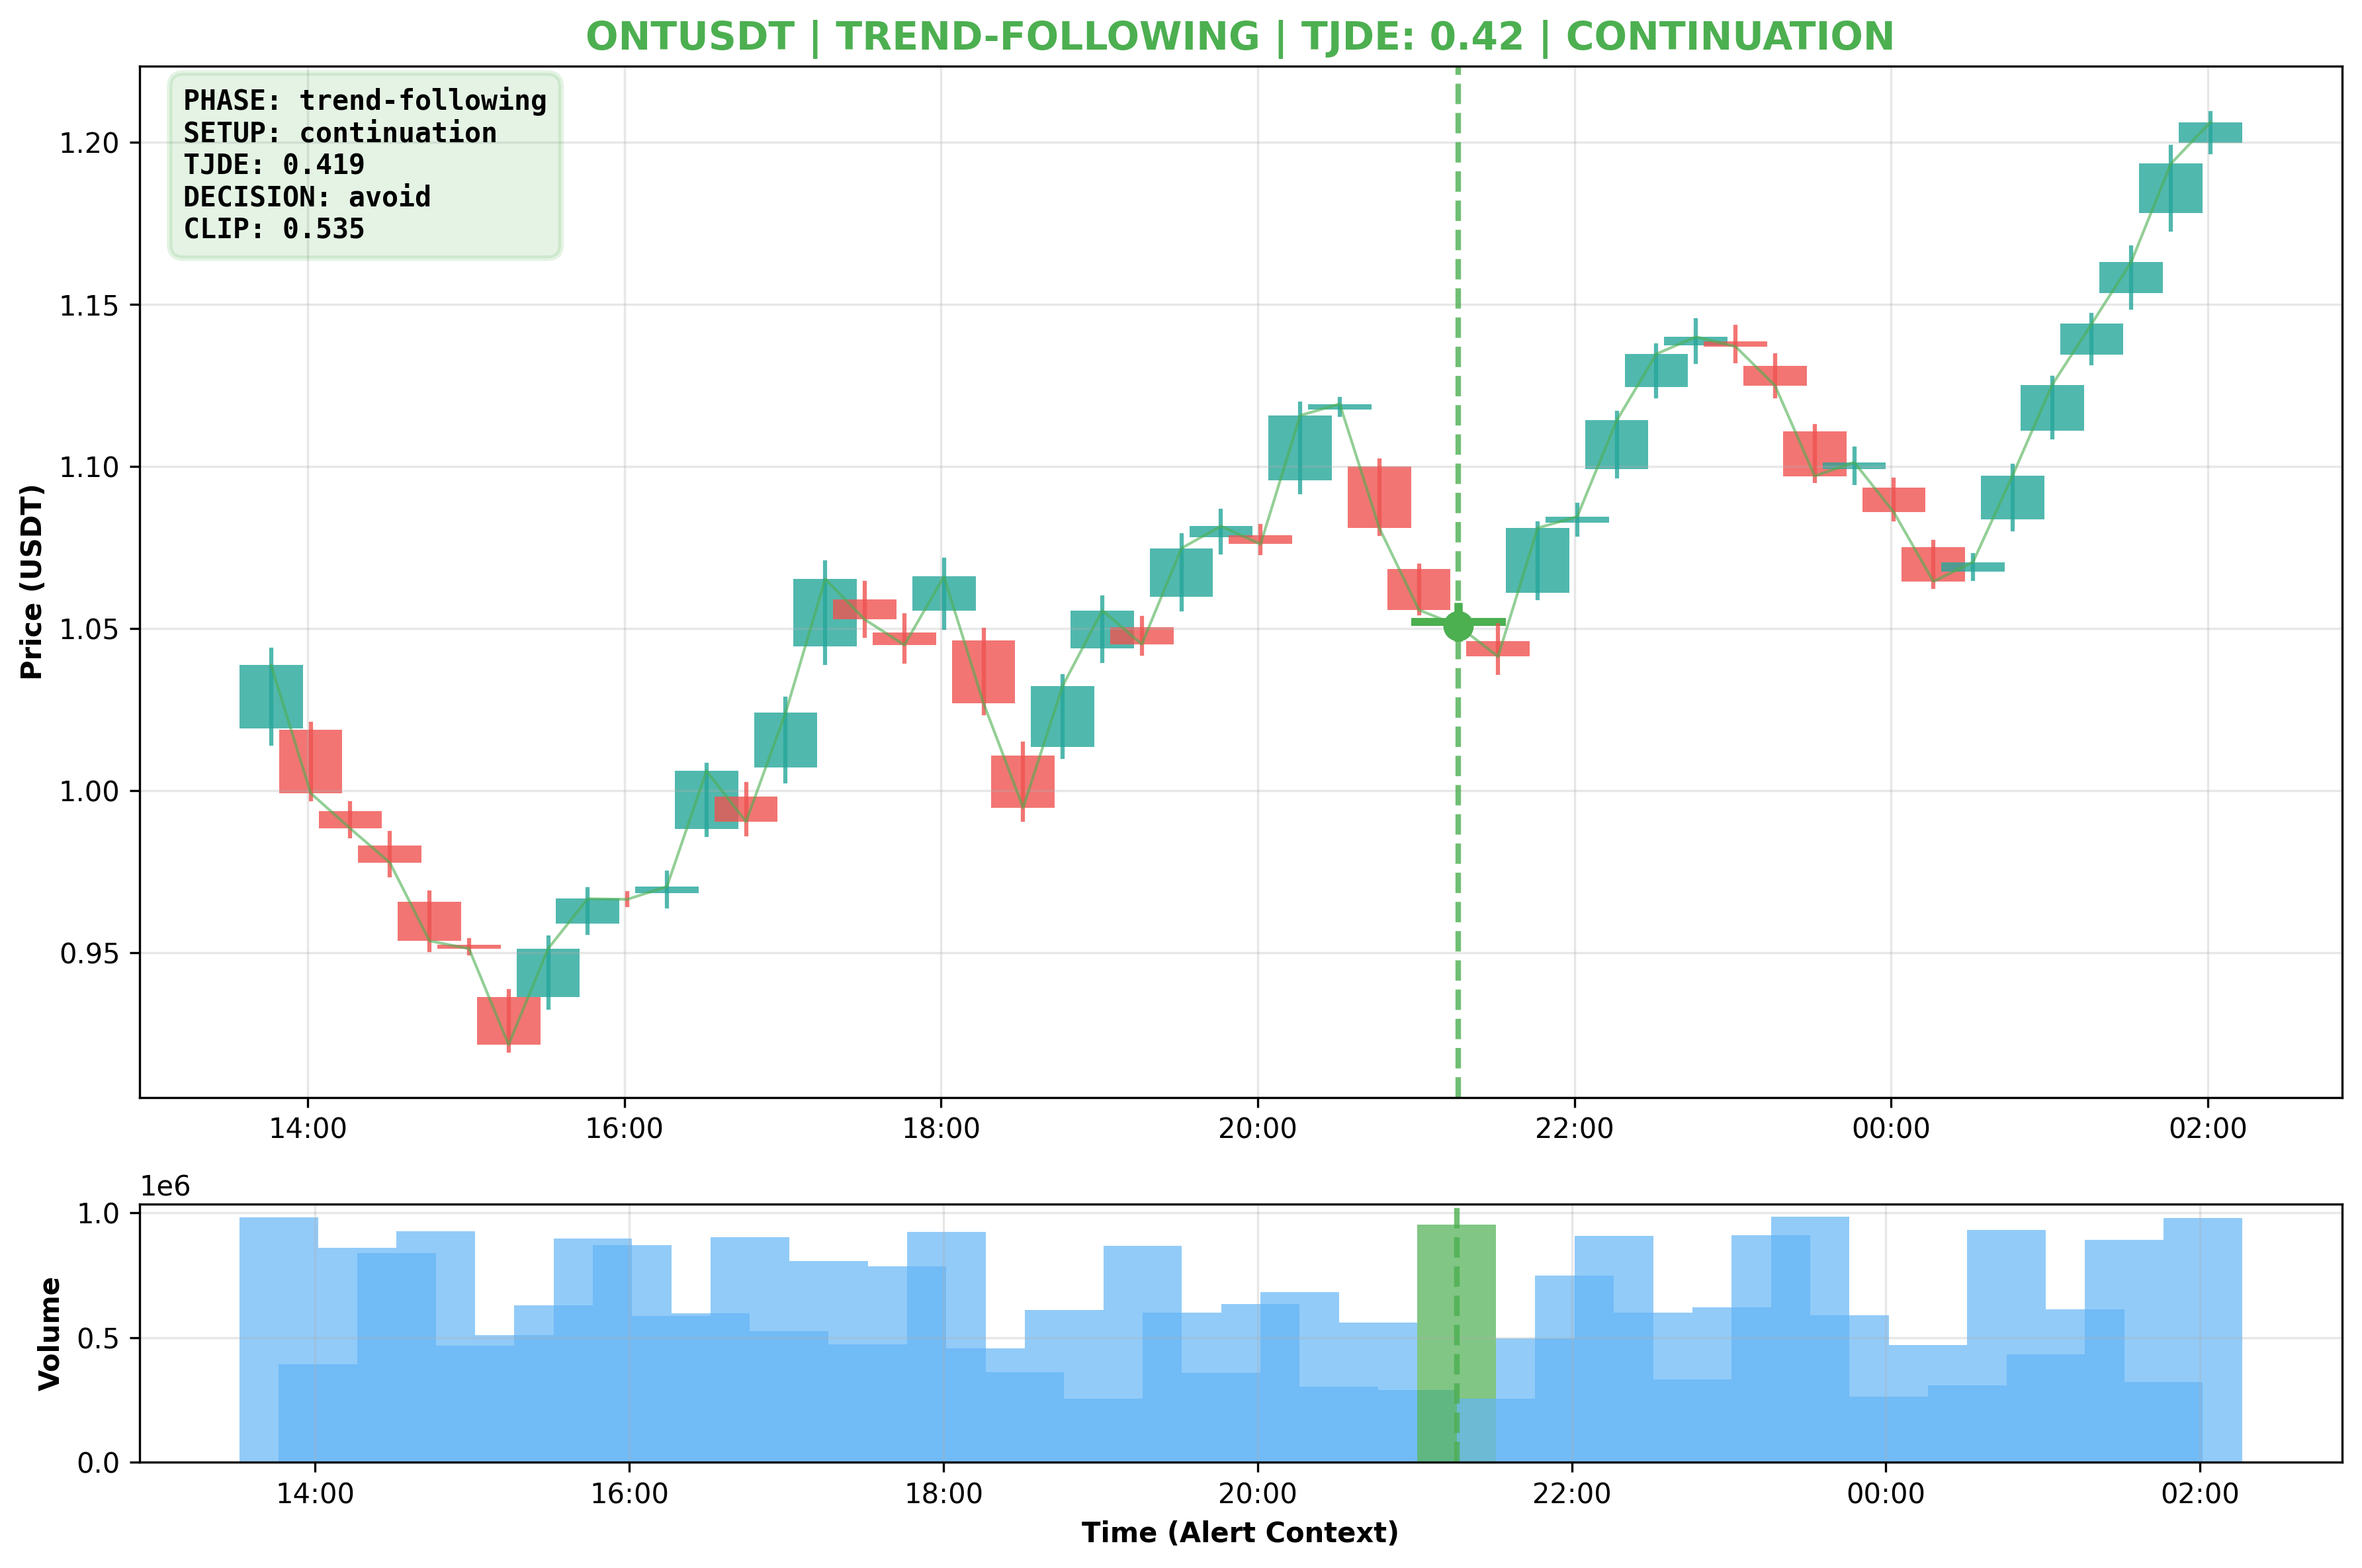 ONTUSDT | TREND-FOLLOWING | TJDE: 0.42 | CONTINUATION
PHASE: trend-following
SETUP: continuation
TJDE: 0.419
DECISION: avoid
CLIP: 0.535
Price (USDT)
1.20
1.15
1.10
1.05
1.00
0.95
14:00 16:00 18:00 20:00 22:00 00:00 02:00
1e6
Volume
1.0
0.5
0.0
14:00 16:00 18:00 20:00 22:00 00:00 02:00
Time (Alert Context)